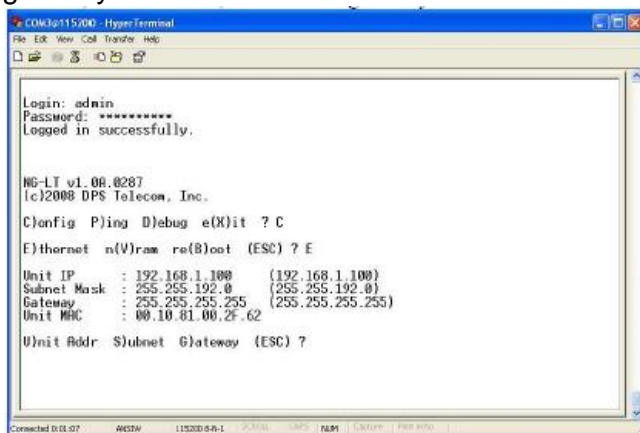 COM3@115200 - HyperTerminal
File Edit View Call Transfer Help
Login: admin
Password: **********
Logged in successfully.
NG-LT v1.0A.0287
(c)2008 DPS Telecom, Inc.
C)onfig P)ing D)ebug e(X)it ? C
E)thernet n(V)ram re(B)oot (ESC) ? E
Unit IP : 192.168.1.100 (192.168.1.100)
Subnet Mask : 255.255.192.0 (255.255.192.0)
Gateway : 255.255.255.255 (255.255.255.255)
Unit MAC : 00.10.81.00.2F.62
U)nit Addr S)ubnet G)ateway (ESC) ?
Connected 0:01:07 ANSIW 115200 8-N-1 SCROLL CAPS NUM Capture Print echo